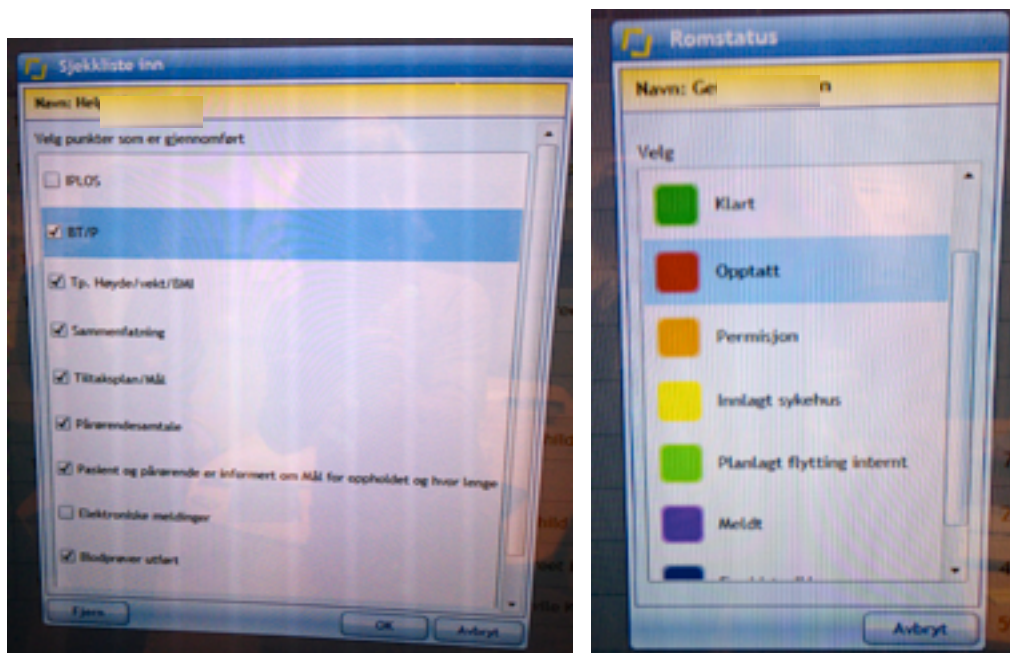 Sjekkliste inn
Navn: Hel
Velg punkter som er gjennomført
IPLOS
BT/P
Tp. Høyde/vekt/BMI
Sammenfatning
Tiltaksplan/Mål
Pårørendesamtale
Pasient og pårørende er informert om Mål for oppholdet og hvor lenge
Elektroniske meldinger
Blodprøver utført
Fjern
OK
Avbryt
Romstatus
Navn: Ge n
Velg
Klart
Opptatt
Permisjon
Innlagt sykehus
Planlagt flytting internt
Meldt
Avbryt